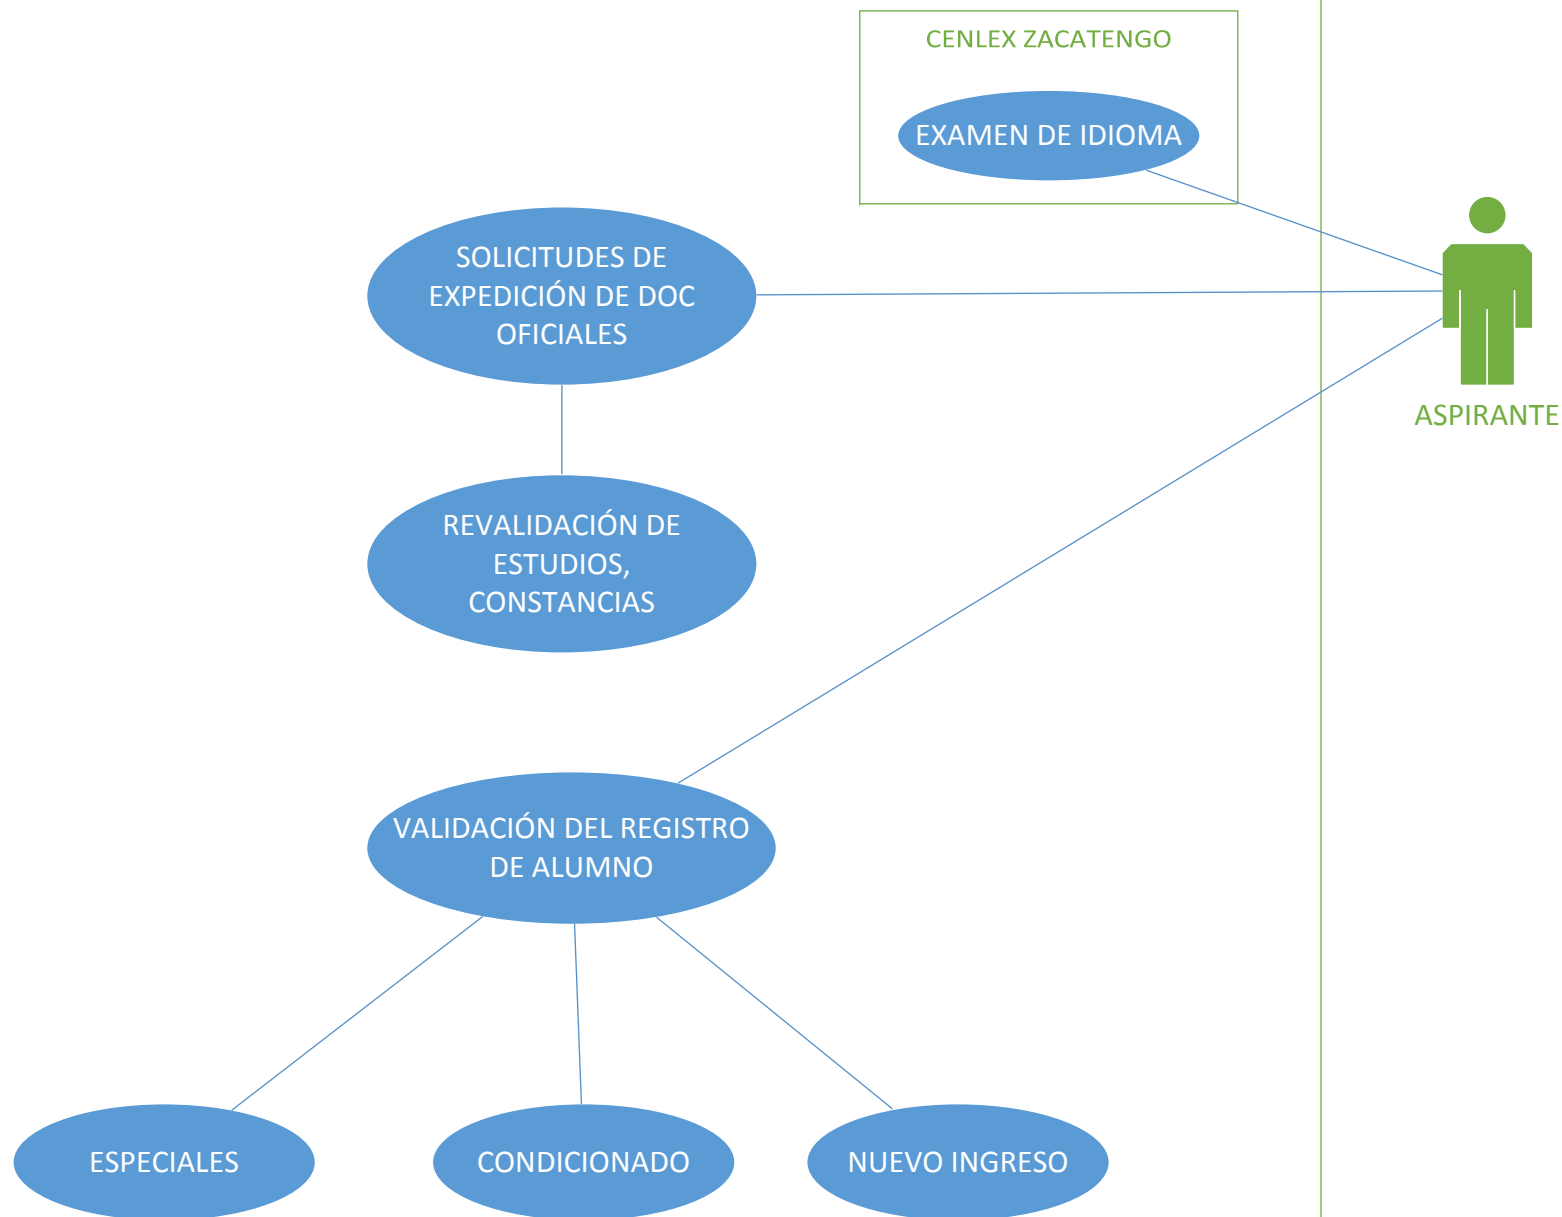 CENLEX ZACATENGO
EXAMEN DE IDIOMA
SOLICITUDES DE
EXPEDICIÓN DE DOC
OFICIALES
ASPIRANTE
REVALIDACIÓN DE
ESTUDIOS,
CONSTANCIAS
VALIDACIÓN DEL REGISTRO
DE ALUMNO
ESPECIALES
CONDICIONADO
NUEVO INGRESO